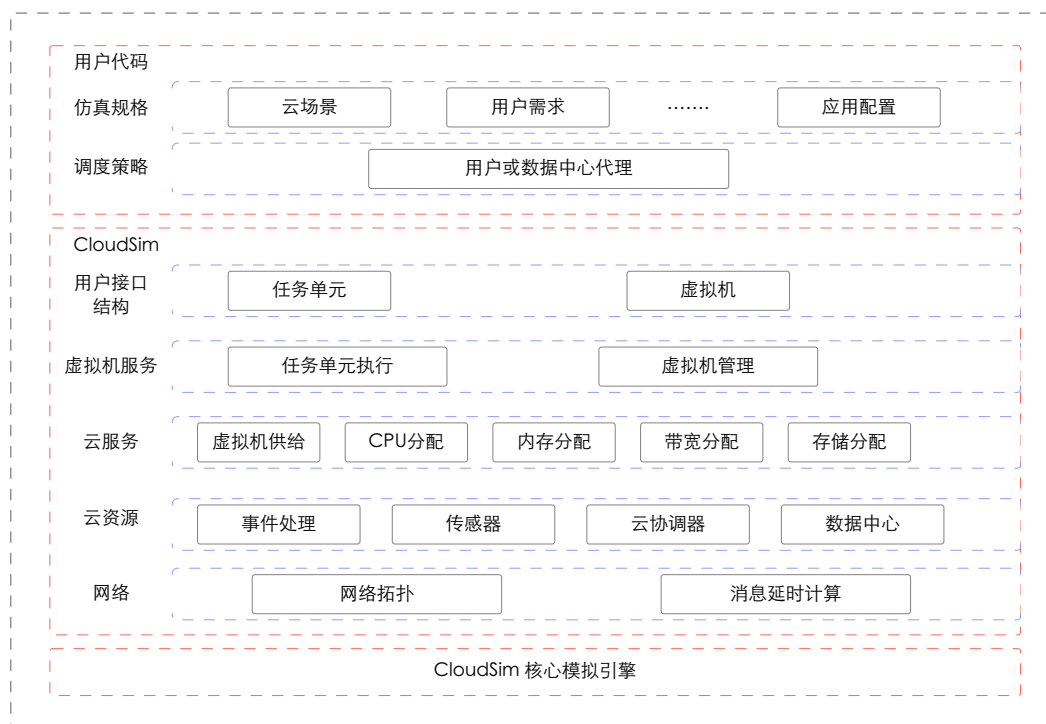 用户代码
仿真规格
云场景
用户需求
·······
应用配置
调度策略
用户或数据中心代理
CloudSim
用户接口
结构
任务单元
虚拟机
虚拟机服务
任务单元执行
虚拟机管理
云服务
虚拟机供给
CPU分配
内存分配
带宽分配
存储分配
云资源
事件处理
传感器
云协调器
数据中心
网络
网络拓扑
消息延时计算
CloudSim 核心模拟引擎